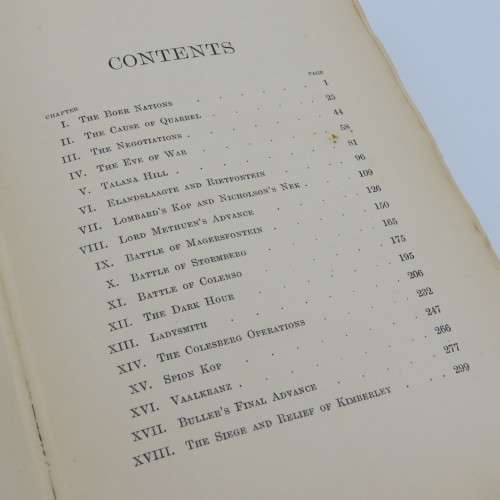 CONTENTS
CHAPTER PAGE
I. THE BOER NATIONS 1
II. THE CAUSE OF QUARREL 25
III. THE NEGOTIATIONS 44
IV. THE EVE OF WAR 58
V. TALANA HILL 81
VI. ELANDSLAAGTE AND RIETFONTEIN 96
VII. LOMBARD'S KOP AND NICHOLSON'S NEK 109
VIII. LORD METHUEN'S ADVANCE 126
IX. BATTLE OF MAGERSFONTEIN 150
X. BATTLE OF STORMBERG 165
XI. BATTLE OF COLENSO 175
XII. THE DARK HOUR 195
XIII. LADYSMITH 206
XIV. THE COLESBERG OPERATIONS 232
XV. SPION KOP 247
XVI. VAALKRANZ 266
XVII. BULLER'S FINAL ADVANCE 277
XVIII. THE SIEGE AND RELIEF OF KIMBERLEY 299